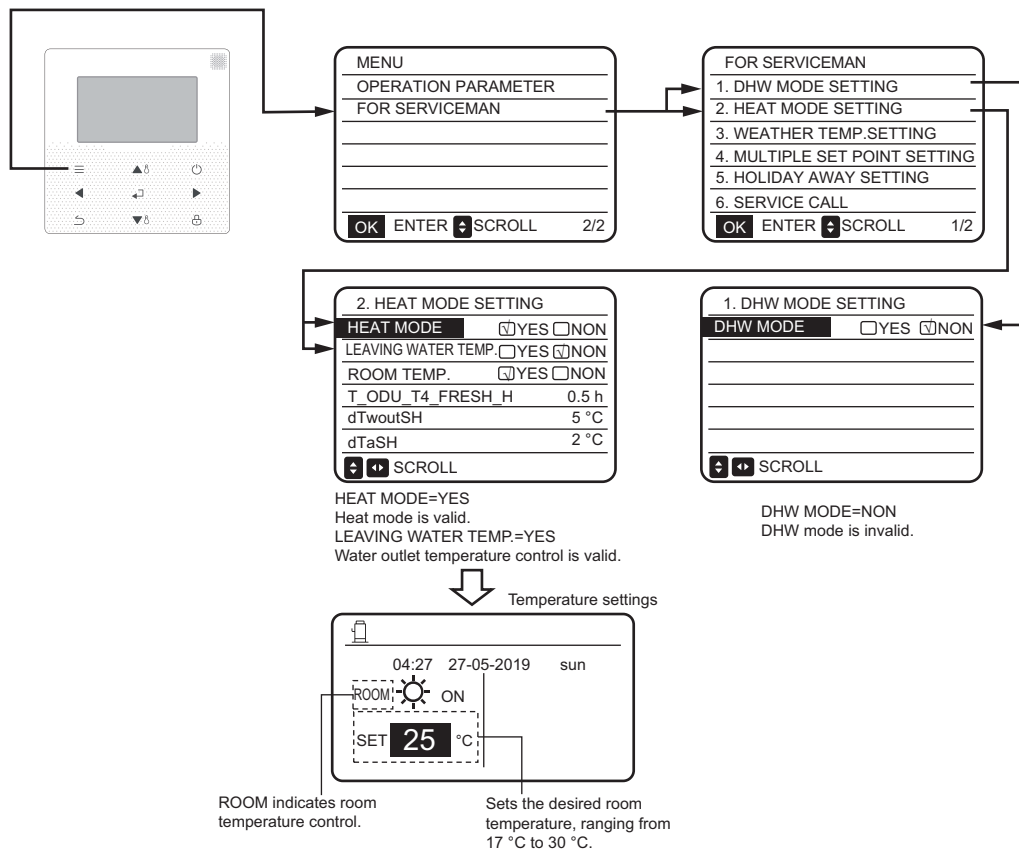 MENU
OPERATION PARAMETER
FOR SERVICEMAN
OK ENTER SCROLL 2/2
FOR SERVICEMAN
1. DHW MODE SETTING
2. HEAT MODE SETTING
3. WEATHER TEMP.SETTING
4. MULTIPLE SET POINT SETTING
5. HOLIDAY AWAY SETTING
6. SERVICE CALL
OK ENTER SCROLL 1/2
2. HEAT MODE SETTING
HEAT MODE YES NON
LEAVING WATER TEMP. YES NON
ROOM TEMP. YES NON
T_ODU_T4_FRESH_H 0.5 h
dTwoutSH 5 °C
dTaSH 2 °C
SCROLL
HEAT MODE=YES
Heat mode is valid.
LEAVING WATER TEMP.=YES
Water outlet temperature control is valid.
1. DHW MODE SETTING
DHW MODE YES NON
SCROLL
DHW MODE=NON
DHW mode is invalid.
Temperature settings
04:27 27-05-2019 sun
ROOM ON
SET 25 °C
ROOM indicates room
temperature control.
Sets the desired room
temperature, ranging from
17 °C to 30 °C.